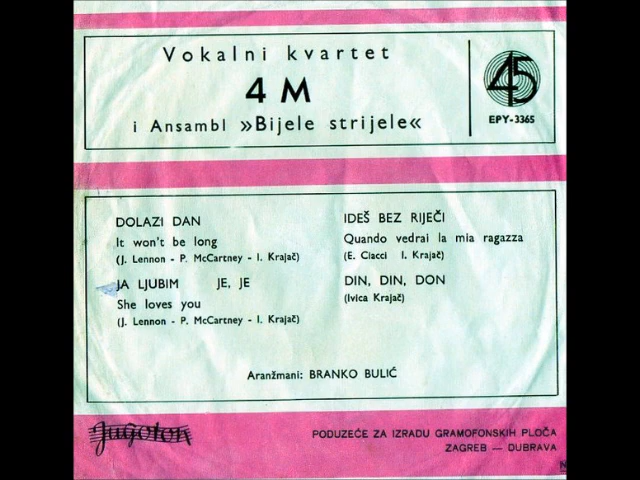 Vokalni kvartet
4 M
i Ansambl »Bijele strijele«
45
EPY-3365
DOLAZI DAN
It won't be long
(J. Lennon - P. McCartney - I. Krajač)
JA LJUBIM JE, JE
She loves you
(J. Lennon - P. McCartney - I. Krajač)
IDEŠ BEZ RIJEČI
Quando vedrai la mia ragazza
(E. Ciacci I. Krajač)
DIN, DIN, DON
(Ivica Krajač)
Aranžmani: BRANKO BULIĆ
Jugoton
PODUZEĆE ZA IZRADU GRAMOFONSKIH PLOČA
ZAGREB — DUBRAVA